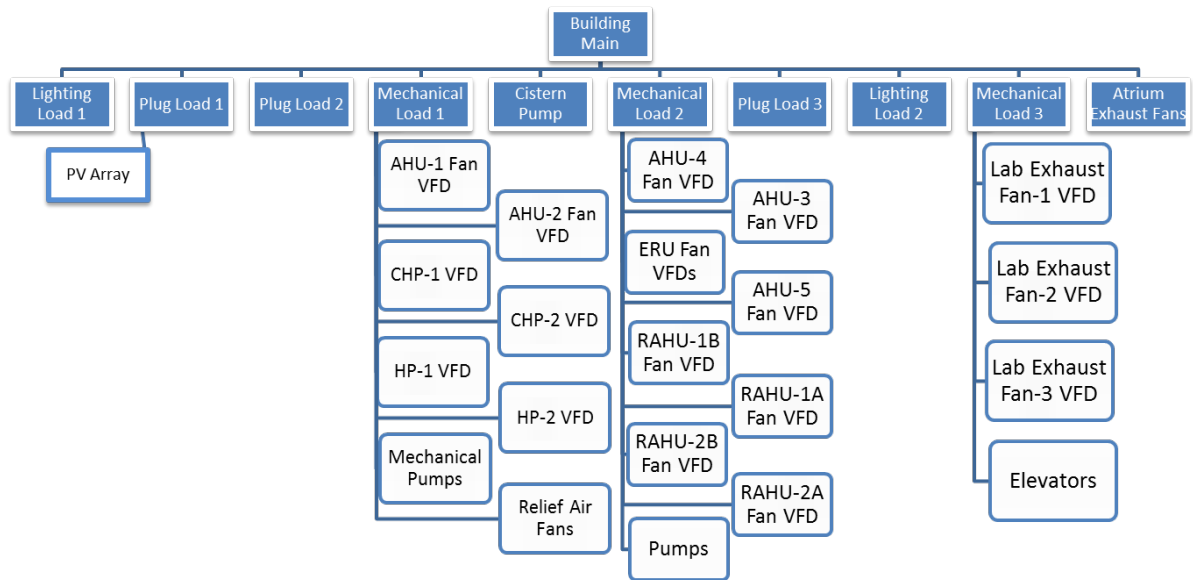 Building
Main
Lighting
Load 1
Plug Load 1
Plug Load 2
Mechanical
Load 1
Cistern
Pump
Mechanical
Load 2
Plug Load 3
Lighting
Load 2
Mechanical
Load 3
Atrium
Exhaust Fans
PV Array
AHU-1 Fan
VFD
AHU-2 Fan
VFD
CHP-1 VFD
CHP-2 VFD
HP-1 VFD
HP-2 VFD
Mechanical
Pumps
Relief Air
Fans
AHU-4
Fan VFD
AHU-3
Fan VFD
ERU Fan
VFDs
AHU-5
Fan VFD
RAHU-1B
Fan VFD
RAHU-1A
Fan VFD
RAHU-2B
Fan VFD
RAHU-2A
Fan VFD
Pumps
Lab Exhaust
Fan-1 VFD
Lab Exhaust
Fan-2 VFD
Lab Exhaust
Fan-3 VFD
Elevators